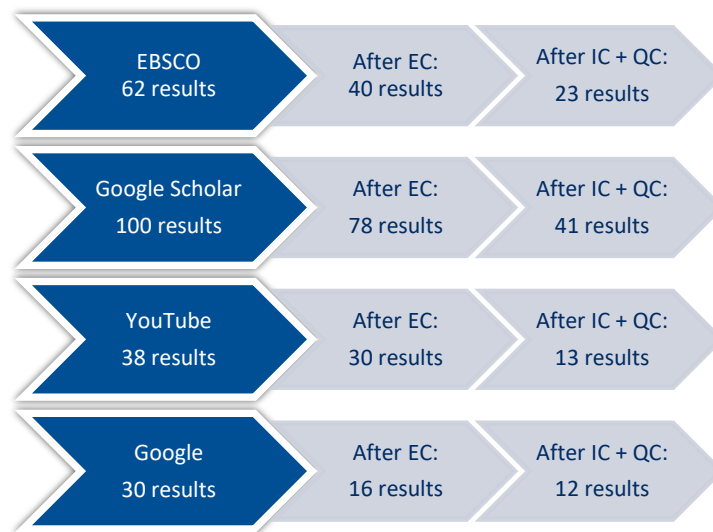 EBSCO
62 results
After EC:
40 results
After IC + QC:
23 results
Google Scholar
100 results
After EC:
78 results
After IC + QC:
41 results
YouTube
38 results
After EC:
30 results
After IC + QC:
13 results
Google
30 results
After EC:
16 results
After IC + QC:
12 results